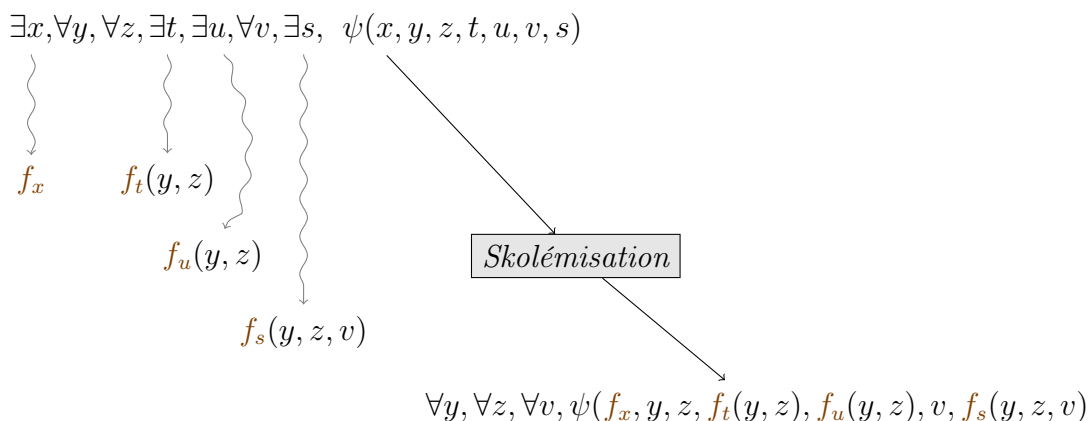 ∃x,∀y, ∀z, ∃t, ∃u,∀v, ∃s, ψ(x, y, z, t, u, v, s)
f_x f_t(y, z)
f_u(y, z)
Skolémisation
f_s(y, z, v)
∀y, ∀z, ∀v, ψ(f_x, y, z, f_t(y, z), f_u(y, z), v, f_s(y, z, v)